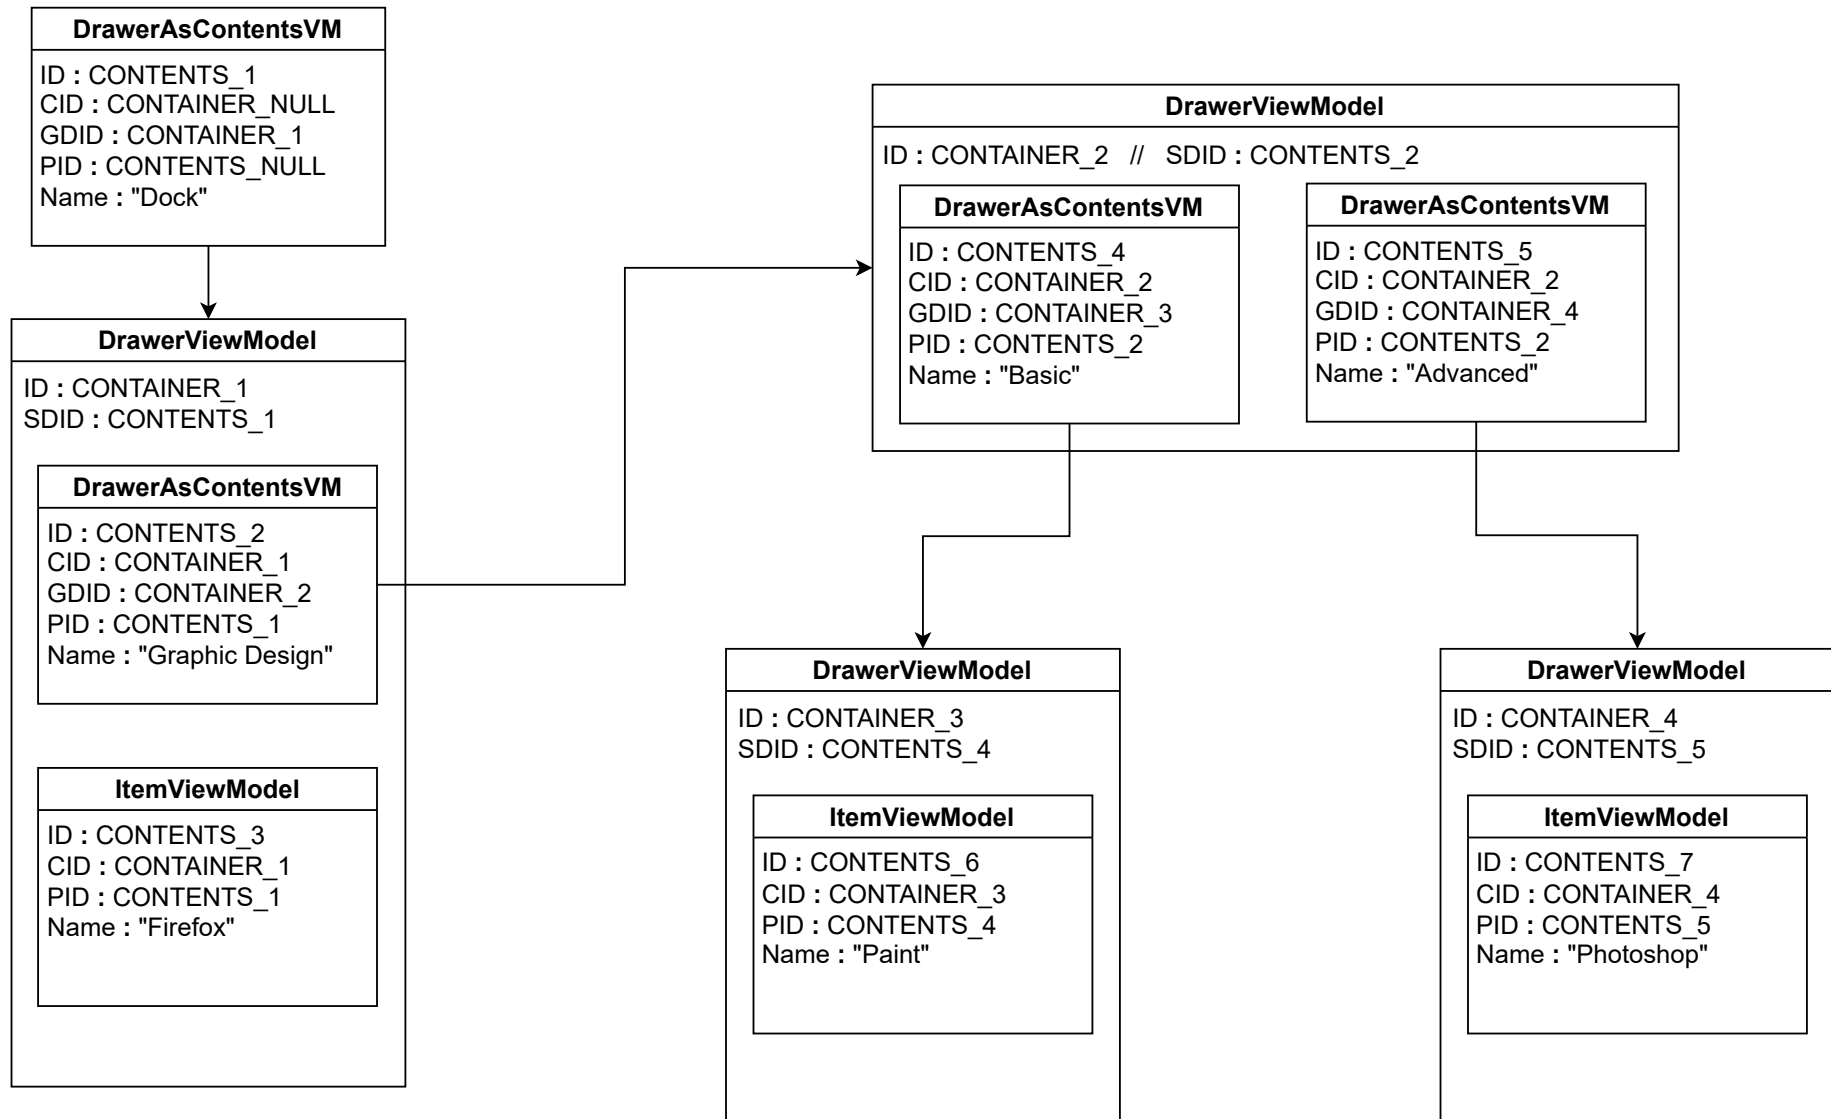 DrawerAsContentsVM
ID : CONTENTS_1
CID : CONTAINER_NULL
GDID : CONTAINER_1
PID : CONTENTS_NULL
Name : "Dock"
DrawerViewModel
ID : CONTAINER_1
SDID : CONTENTS_1
DrawerAsContentsVM
ID : CONTENTS_2
CID : CONTAINER_1
GDID : CONTAINER_2
PID : CONTENTS_1
Name : "Graphic Design"
ItemViewModel
ID : CONTENTS_3
CID : CONTAINER_1
PID : CONTENTS_1
Name : "Firefox"
DrawerViewModel
ID : CONTAINER_2 // SDID : CONTENTS_2
DrawerAsContentsVM
ID : CONTENTS_4
CID : CONTAINER_2
GDID : CONTAINER_3
PID : CONTENTS_2
Name : "Basic"
DrawerAsContentsVM
ID : CONTENTS_5
CID : CONTAINER_2
GDID : CONTAINER_4
PID : CONTENTS_2
Name : "Advanced"
DrawerViewModel
ID : CONTAINER_3
SDID : CONTENTS_4
ItemViewModel
ID : CONTENTS_6
CID : CONTAINER_3
PID : CONTENTS_4
Name : "Paint"
DrawerViewModel
ID : CONTAINER_4
SDID : CONTENTS_5
ItemViewModel
ID : CONTENTS_7
CID : CONTAINER_4
PID : CONTENTS_5
Name : "Photoshop"